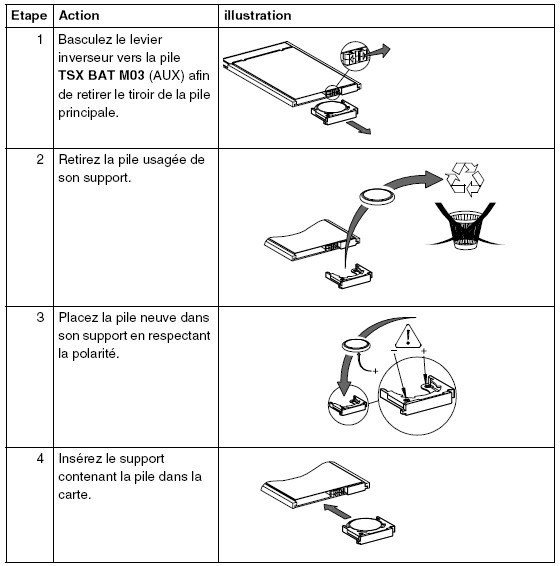 Etape Action illustration
1 Basculez le levier
inverseur vers la pile
TSX BAT M03 (AUX) afin
de retirer le tiroir de la pile
principale.
2 Retirez la pile usagée de
son support.
3 Placez la pile neuve dans
son support en respectant
la polarité.
! 
– +
+
4 Insérez le support
contenant la pile dans la
carte.